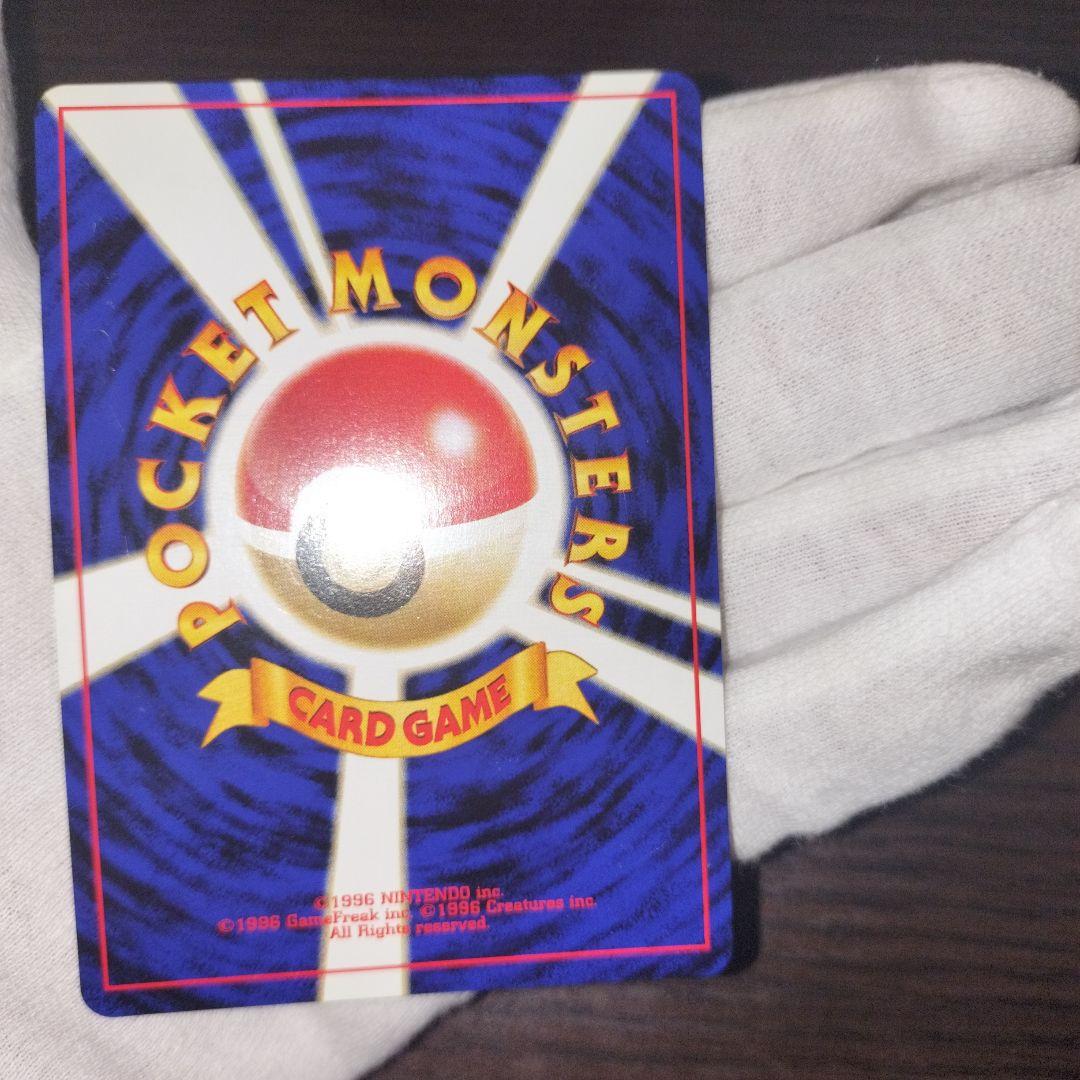 POCKET MONSTERS
CARD GAME
©1996 NINTENDO inc.
©1996 GameFreak inc. ©1996 Creatures inc.
All Rights reserved.